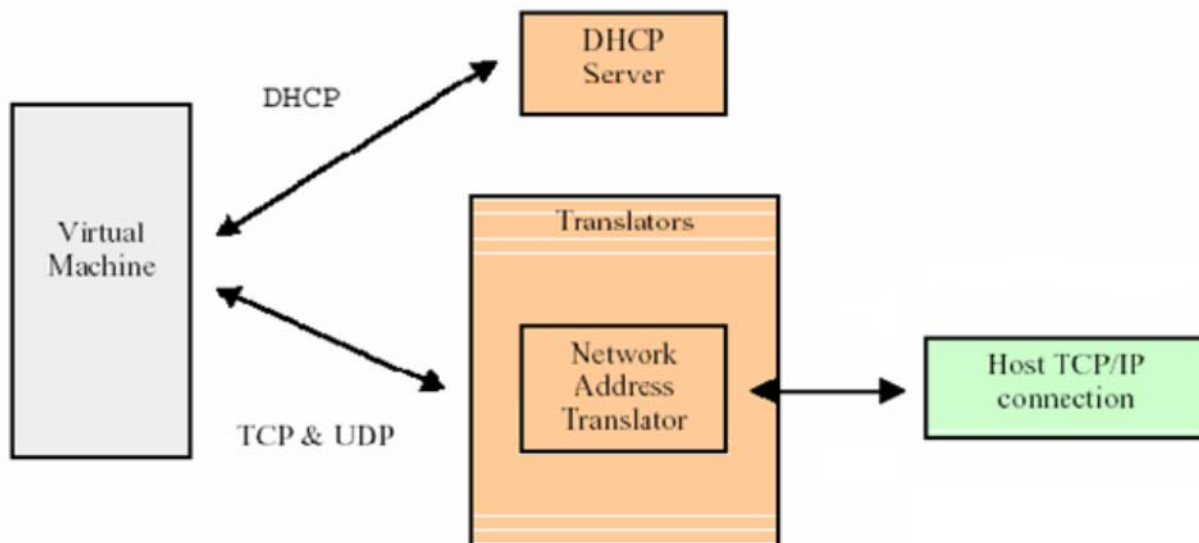 DHCP
Server
DHCP
Virtual
Machine
Translators
Network
Address
Translator
Host TCP/IP
connection
TCP & UDP